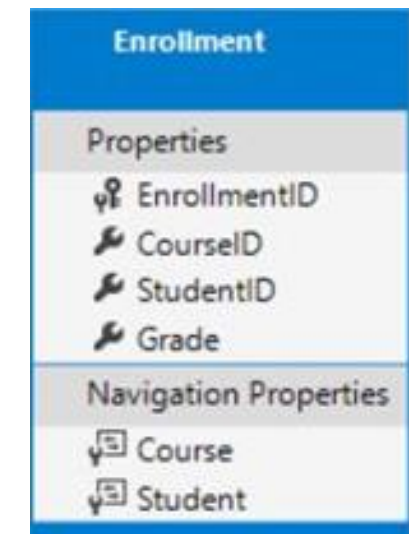 Enrollment
Properties
EnrollmentID
CourseID
StudentID
Grade
Navigation Properties
Course
Student